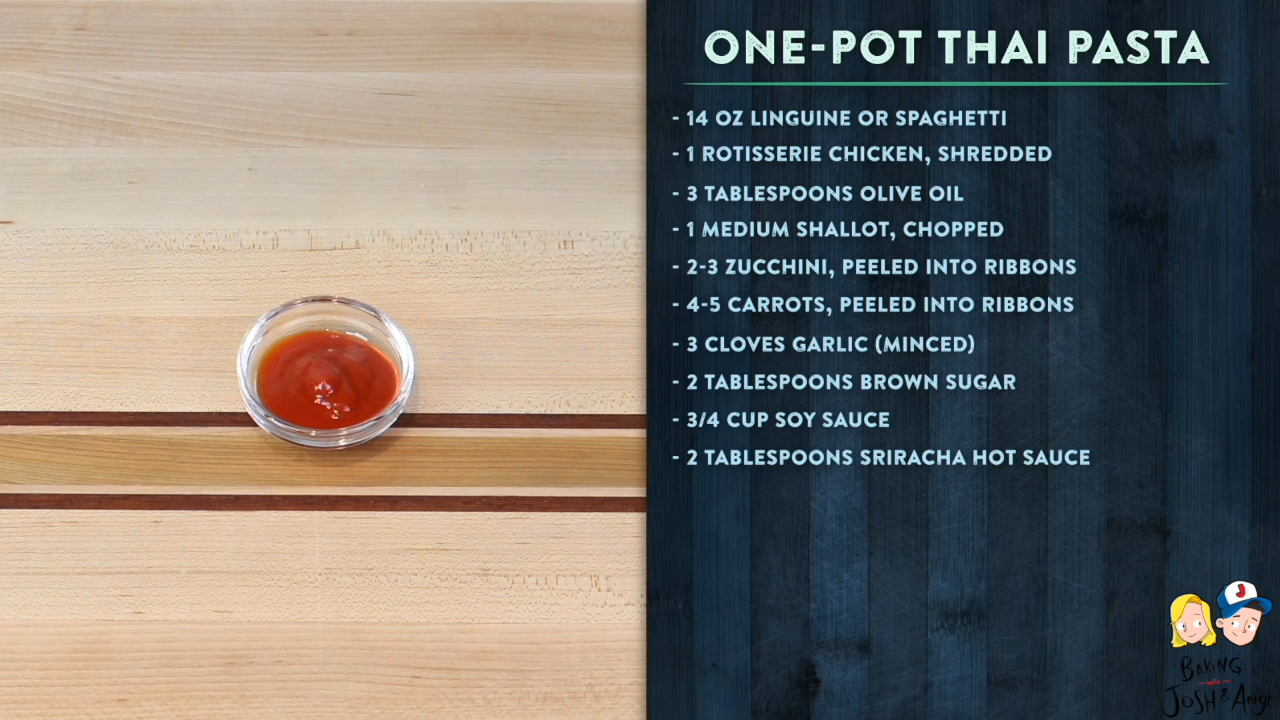 ONE-POT THAI PASTA
- 14 OZ LINGUINE OR SPAGHETTI
- 1 ROTISSERIE CHICKEN, SHREDDED
- 3 TABLESPOONS OLIVE OIL
- 1 MEDIUM SHALLOT, CHOPPED
- 2-3 ZUCCHINI, PEELED INTO RIBBONS
- 4-5 CARROTS, PEELED INTO RIBBONS
- 3 CLOVES GARLIC (MINCED)
- 2 TABLESPOONS BROWN SUGAR
- 3/4 CUP SOY SAUCE
- 2 TABLESPOONS SRIRACHA HOT SAUCE
J
BAKING
WITH
JOSH & ANGE